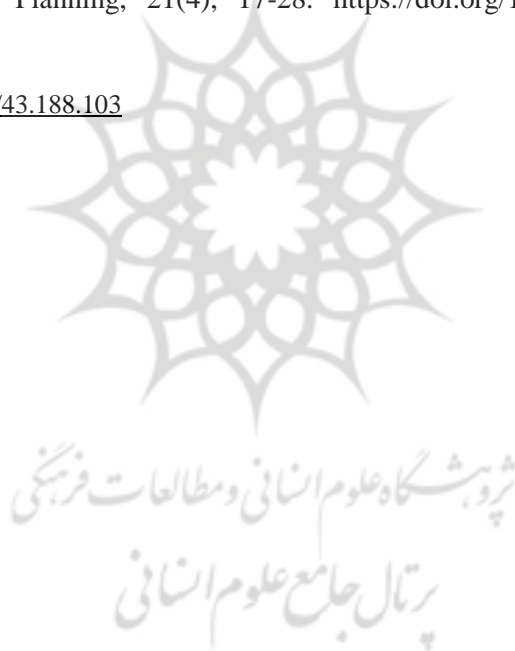 Planning, 21(4), 17-28. https://doi.org/1
/43.188.103
پژوهشگاه علوم انسانی و مطالعات فرهنگی
پرتال جامع علوم انسانی